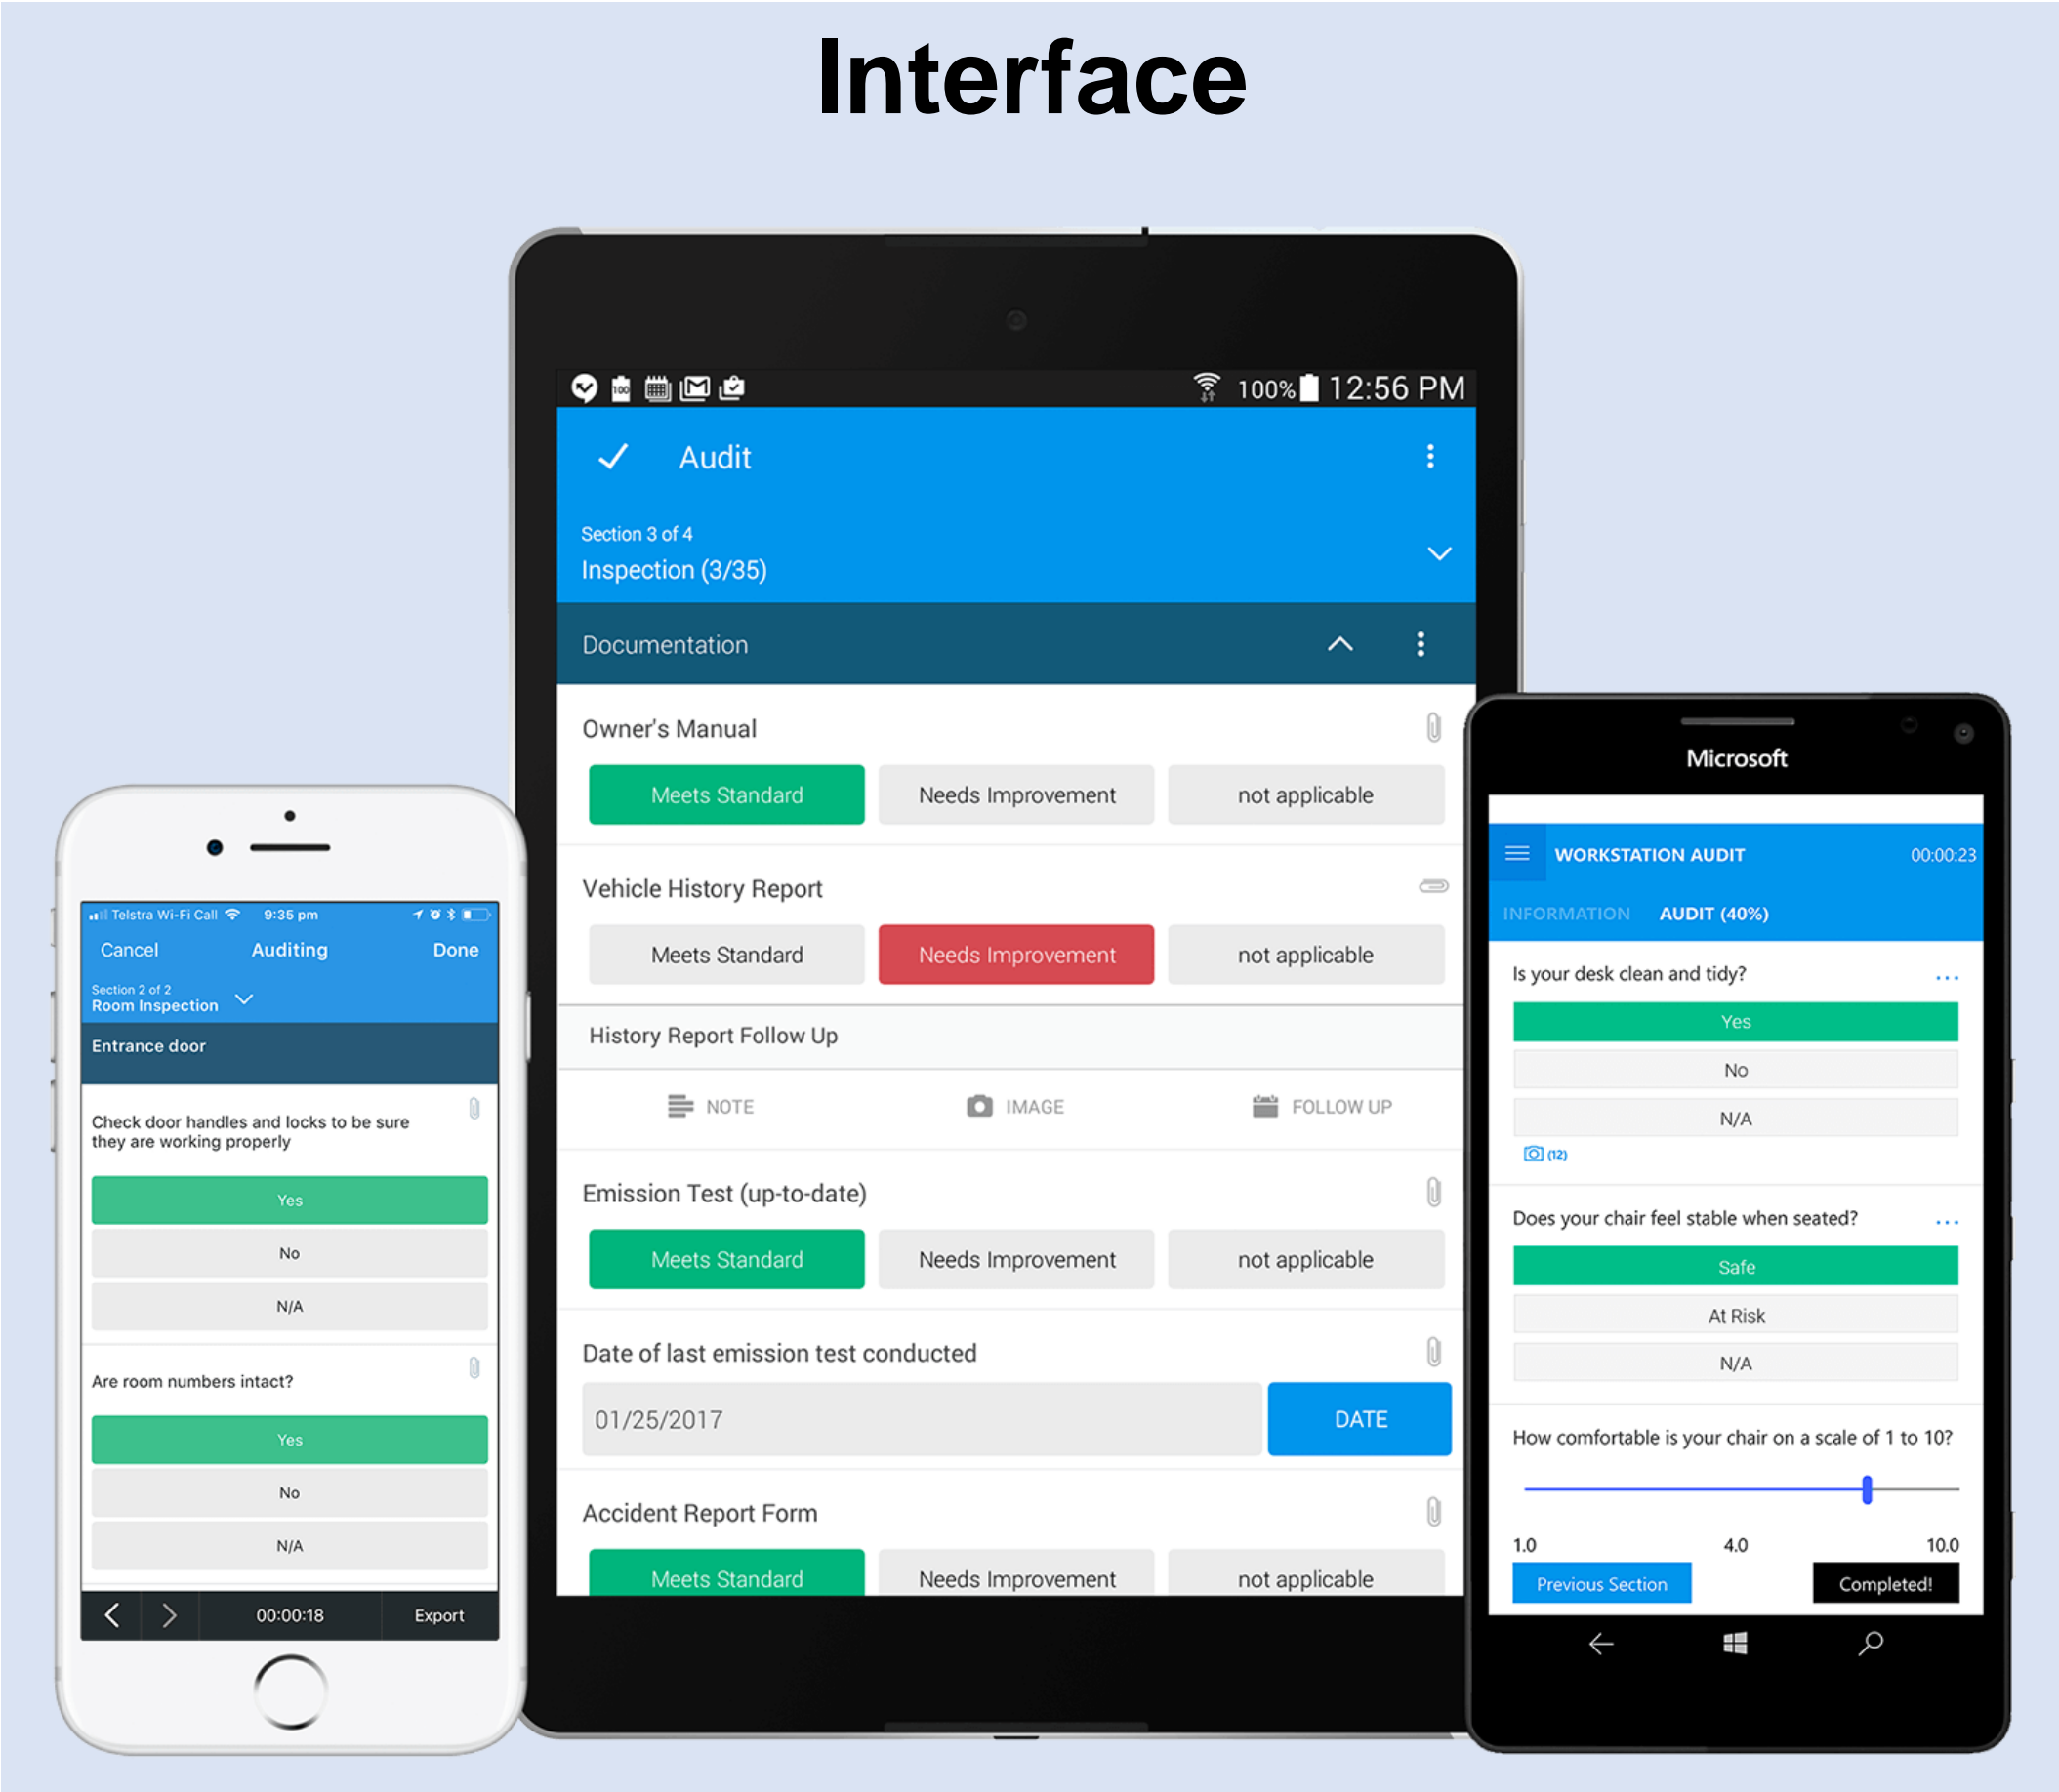 Interface
100
100% 12:56 PM
Audit
Section 3 of 4
Inspection (3/35)
Documentation
Owner's Manual
Meets Standard Needs Improvement not applicable
Vehicle History Report
Meets Standard Needs Improvement not applicable
History Report Follow Up
NOTE IMAGE FOLLOW UP
Emission Test (up-to-date)
Meets Standard Needs Improvement not applicable
Date of last emission test conducted
01/25/2017 DATE
Accident Report Form
Meets Standard Needs Improvement not applicable
Telstra Wi-Fi Call 9:35 pm
Cancel Auditing Done
Section 2 of 2
Room Inspection
Entrance door
Check door handles and locks to be sure
they are working properly
Yes
No
N/A
Are room numbers intact?
Yes
No
N/A
00:00:18 Export
Microsoft
WORKSTATION AUDIT 00:00:23
INFORMATION AUDIT (40%)
Is your desk clean and tidy?
Yes
No
N/A
(12)
Does your chair feel stable when seated?
Safe
At Risk
N/A
How comfortable is your chair on a scale of 1 to 10?
1.0 4.0 10.0
Previous Section Completed!